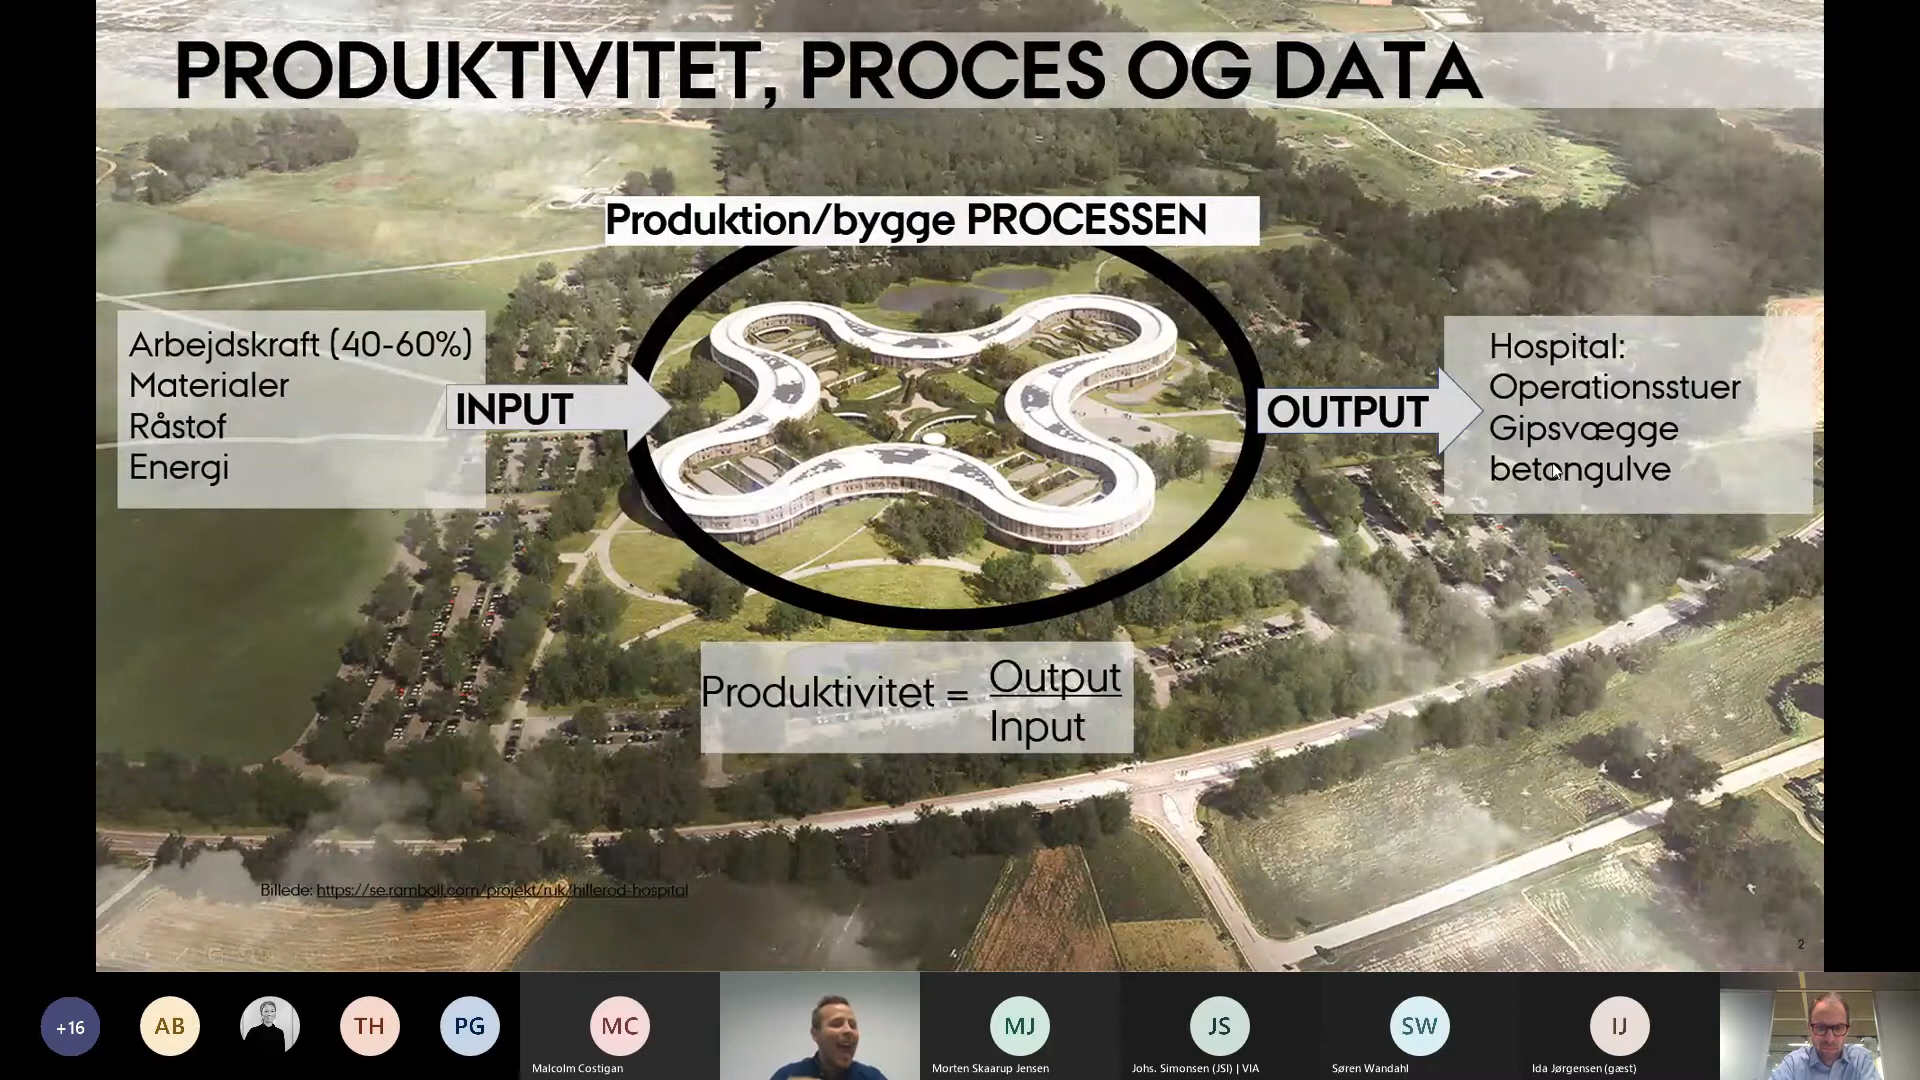 PRODUKTIVITET, PROCES OG DATA
Produktion/bygge PROCESSEN
Arbejdskraft (40-60%)
Materialer
Råstof
Energi
INPUT
OUTPUT
Hospital:
Operationsstuer
Gipsvægge
betongulve
Produktivitet = Output
Input
Billede: https://se.ramboll.com/projekt/ruk/hillerod-hospital
2
+16
AB
TH
PG
MC
MJ
JS
SW
IJ
Malcolm Costigan
Morten Skaarup Jensen
Johs. Simonsen (JSI) | VIA
Søren Wandahl
Ida Jørgensen (gæst)